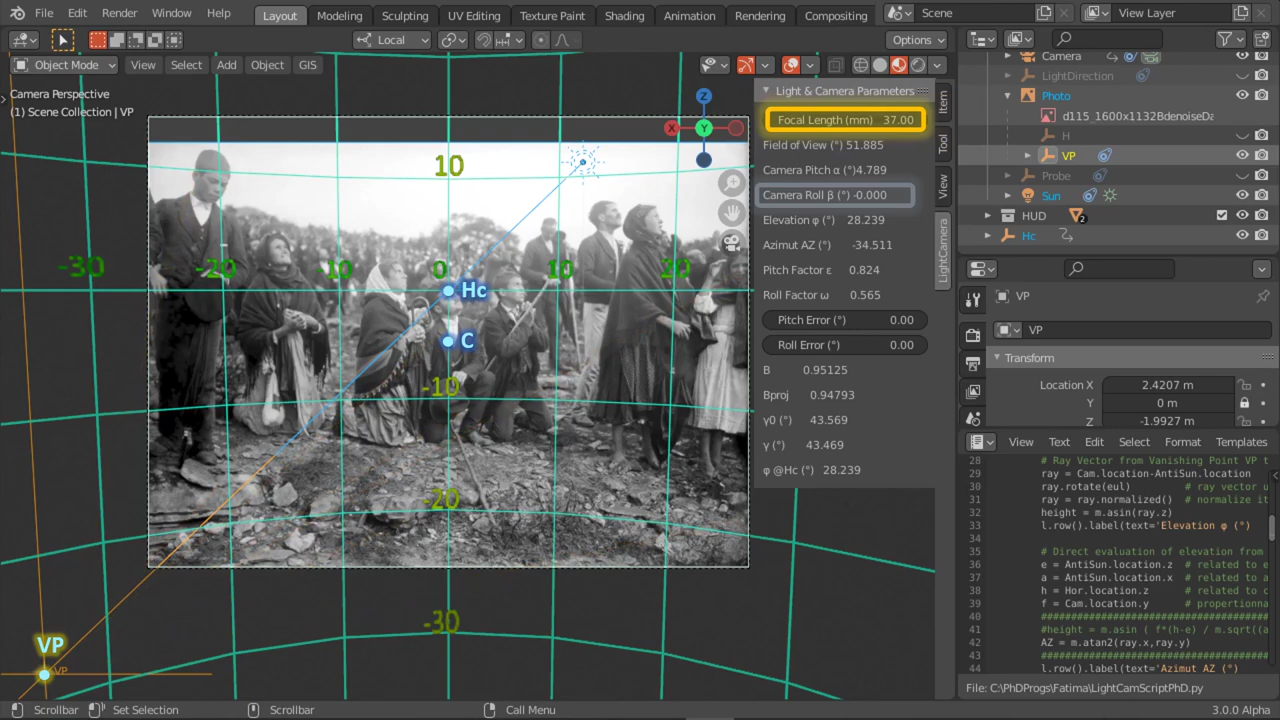 File Edit Render Window Help
Layout Modeling Sculpting UV Editing Texture Paint Shading Animation Rendering Compositing
Scene
View Layer
Local
Options
Object Mode View Select Add Object GIS
Camera Perspective
(1) Scene Collection | VP
Z
X
Y
10
-30 -20 -10 0 10 20
Hc
C
-10
-20
-30
VP
VP
Light & Camera Parameters
Focal Length (mm) 37.00
Field of View (°) 51.885
Camera Pitch α (°)4.789
Camera Roll β (°) -0.000
Elevation φ (°) 28.239
Azimut AZ (°) -34.511
Pitch Factor ε 0.824
Roll Factor ω 0.565
Pitch Error (°) 0.00
Roll Error (°) 0.00
B 0.95125
Bproj 0.94793
γ0 (°) 43.569
γ (°) 43.469
φ @Hc (°) 28.239
Item
Tool
View
LightCamera
Camera
LightDirection
Photo
d115_1600x1132BdenoiseDa
H
VP
Probe
Sun
HUD 2
Hc
VP
VP
Transform
Location X 2.4207 m
Y 0 m
Z -1.9927 m
View Text Edit Select Format Templates
28 # Ray Vector from Vanishing Point VP t
29 ray = Cam.location-AntiSun.location
30 ray.rotate(eul) # ray vector u
31 ray = ray.normalized() # normalize it
32 height = m.asin(ray.z)
33 l.row().label(text='Elevation φ (°)
34
35 # Direct evaluation of elevation from
36 e = AntiSun.location.z # related to e
37 a = AntiSun.location.x # related to a
38 h = Hor.location.z # related to c
39 f = Cam.location.y # proportionna
40 ########################################
41 #height = m.asin ( f*(h-e) / m.sqrt((a
42 AZ = m.atan2(ray.x,ray.y)
43 ########################################
44 l.row().label(text='Azimut AZ (°)
File: C:\PhDProgs\Fatima\LightCamScriptPhD.py
Scrollbar Set Selection Scrollbar Call Menu 3.0.0 Alpha